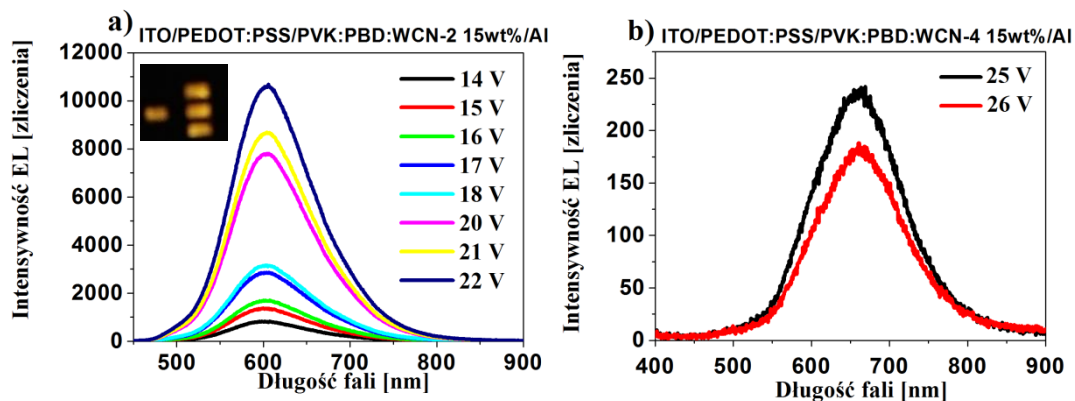 a)
ITO/PEDOT:PSS/PVK:PBD:WCN-2 15wt%/Al
Intensywność EL [zliczenia]
12000
10000
8000
6000
4000
2000
0
14 V
15 V
16 V
17 V
18 V
20 V
21 V
22 V
500 600 700 800 900
Długość fali [nm]
b)
ITO/PEDOT:PSS/PVK:PBD:WCN-4 15wt%/Al
Intensywność EL [zliczenia]
250
200
150
100
50
0
25 V
26 V
400 500 600 700 800 900
Długość fali [nm]